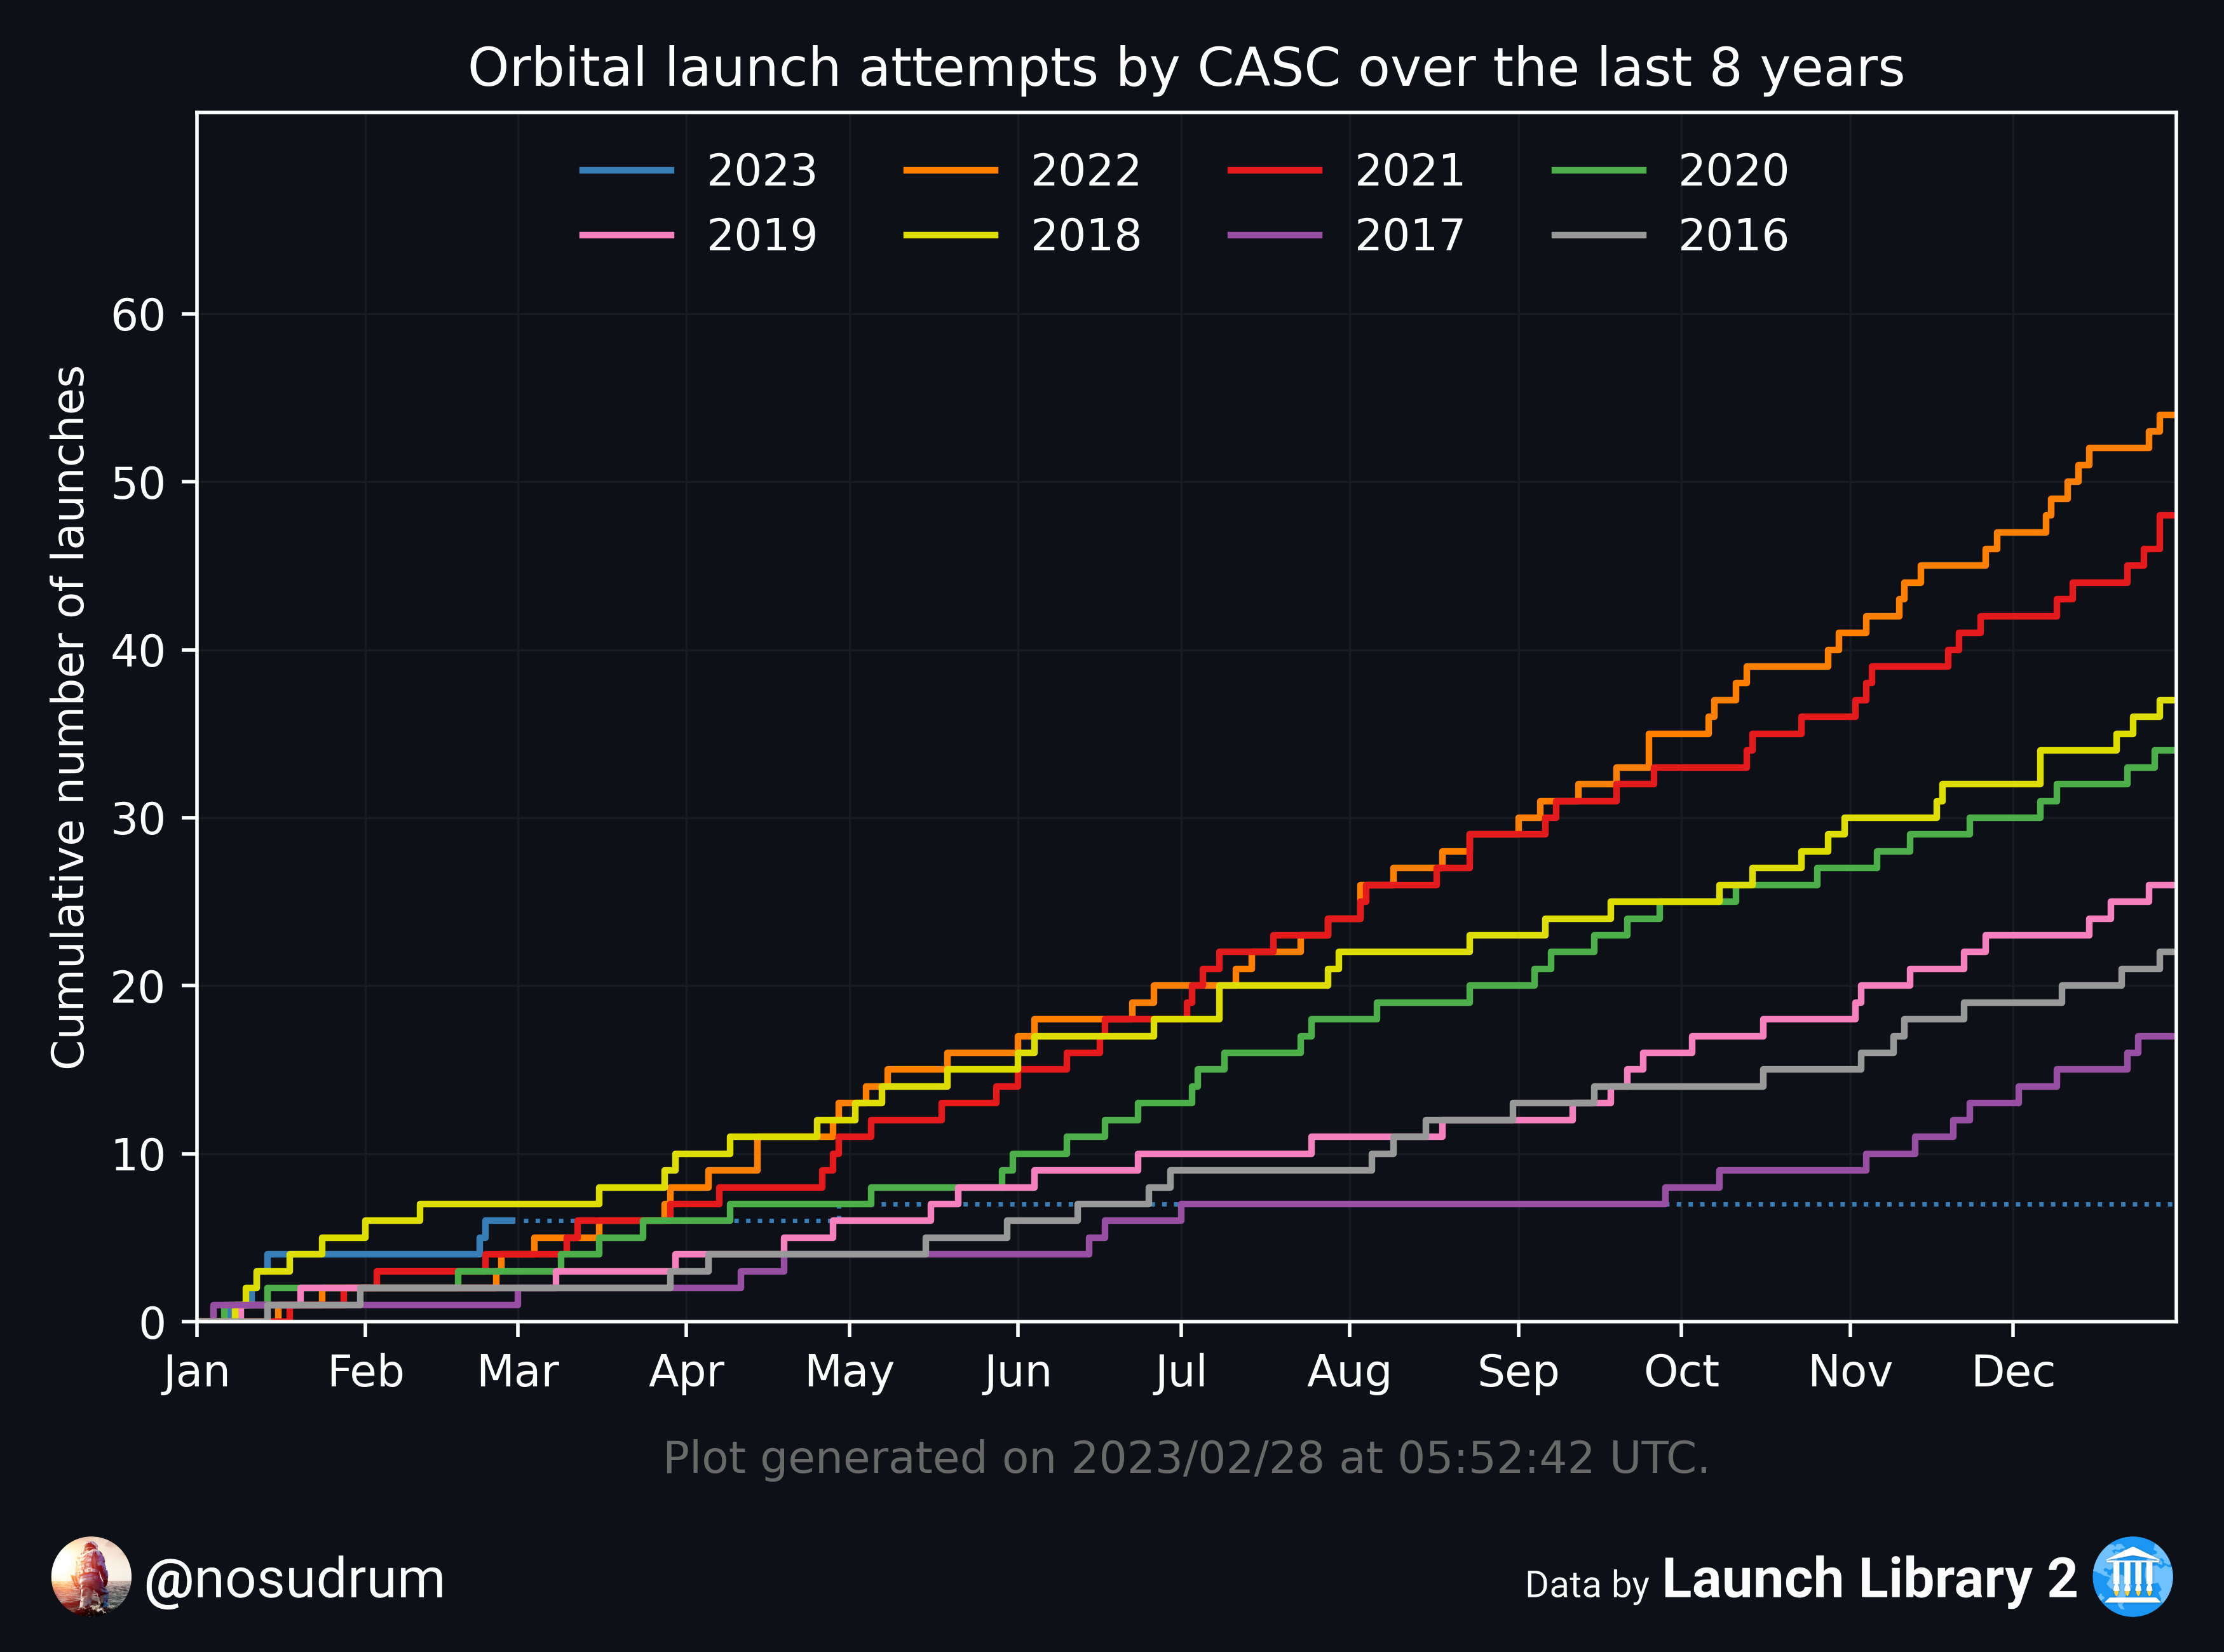 Orbital launch attempts by CASC over the last 8 years
2023 2022 2021 2020
2019 2018 2017 2016
Cumulative number of launches
60
50
40
30
20
10
0
Jan Feb Mar Apr May Jun Jul Aug Sep Oct Nov Dec
Plot generated on 2023/02/28 at 05:52:42 UTC.
@nosudrum
Data by Launch Library 2